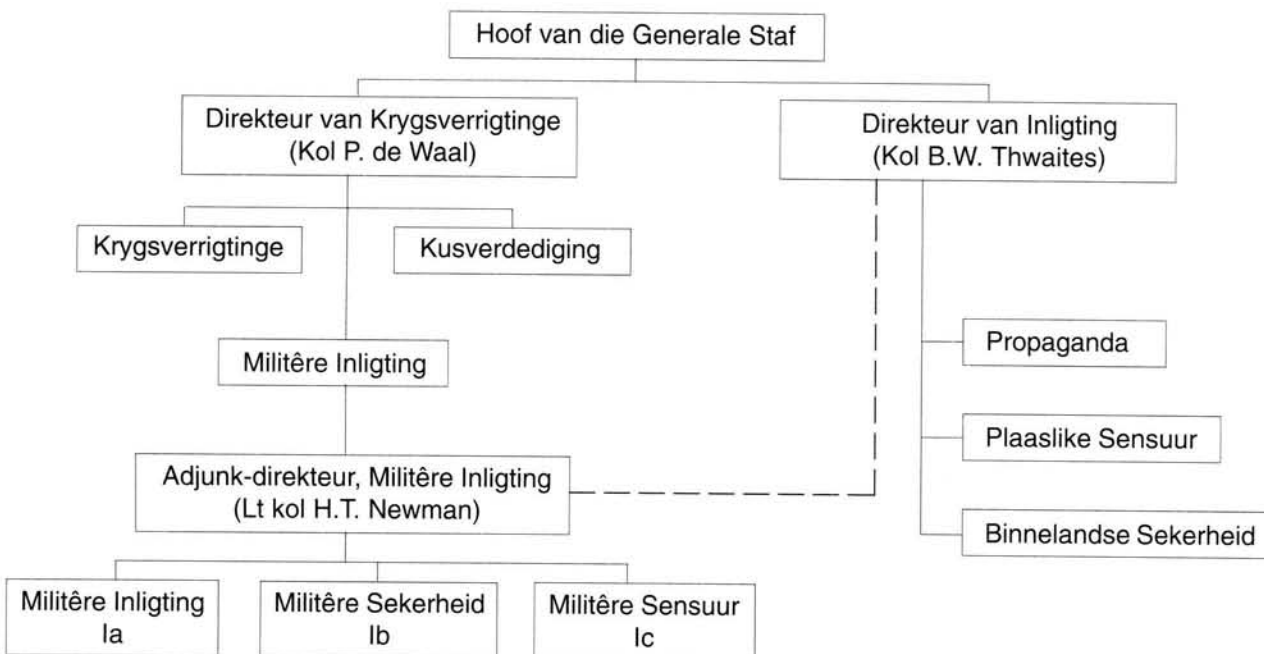 Hoof van die Generale Staf
Direkteur van Krygsverrigtinge
(Kol P. de Waal)
Direkteur van Inligting
(Kol B.W. Thwaites)
Krygsverrigtinge
Kusverdediging
Militêre Inligting
Propaganda
Plaaslike Sensuur
Adjunk-direkteur, Militêre Inligting
(Lt kol H.T. Newman)
Binnelandse Sekerheid
Militêre Inligting
Ia
Militêre Sekerheid
Ib
Militêre Sensuur
Ic